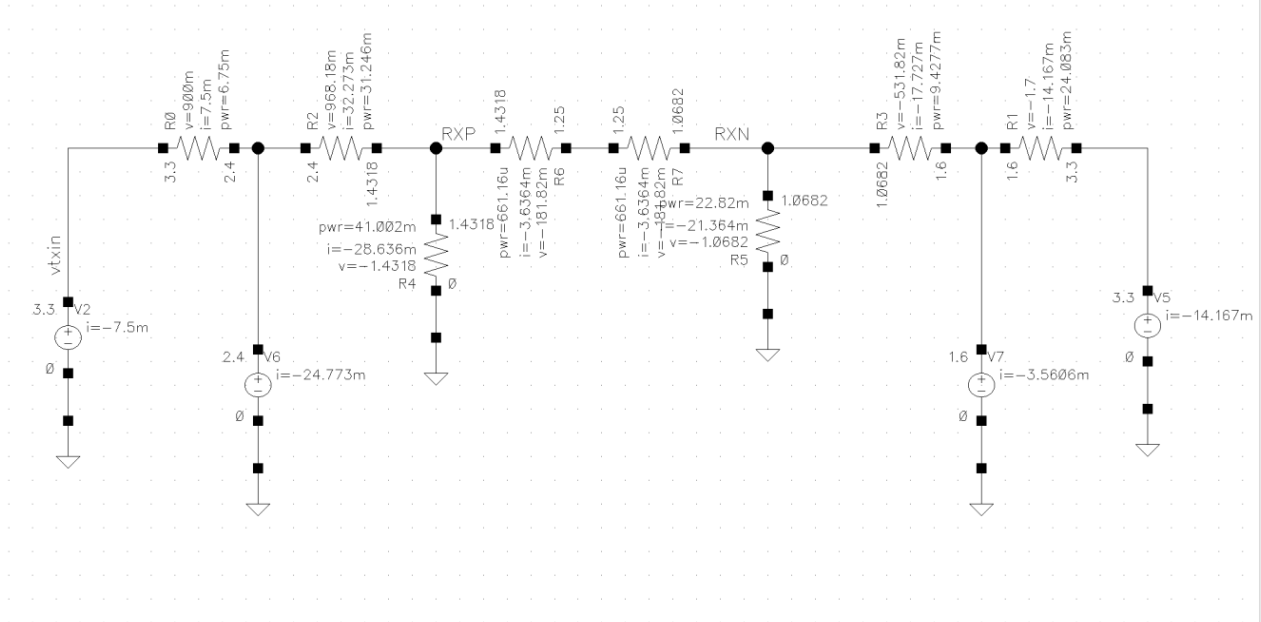 R0
v=900m
i=7.5m
pwr=6.75m
3.3
2.4
R2
v=968.18m
i=32.273m
pwr=31.246m
2.4
1.4318
RXP
1.4318
1.25
pwr=661.16u
i=-3.6364m
v=-181.82m
R6
1.25
1.0682
pwr=661.16u
i=-3.6364m
v=-181.82m
R7
RXN
R3
v=-531.82m
i=-17.727m
pwr=9.4277m
1.0682
1.6
R1
v=-1.7
i=-14.167m
pwr=24.083m
1.6
3.3
pwr=41.002m
1.4318
i=-28.636m
v=-1.4318
R4
0
pwr=22.82m
1.0682
i=-21.364m
v=-1.0682
R5
0
vtxin
3.3
V2
i=-7.5m
0
2.4
V6
i=-24.773m
0
1.6
V7
i=-3.5606m
0
3.3
V5
i=-14.167m
0